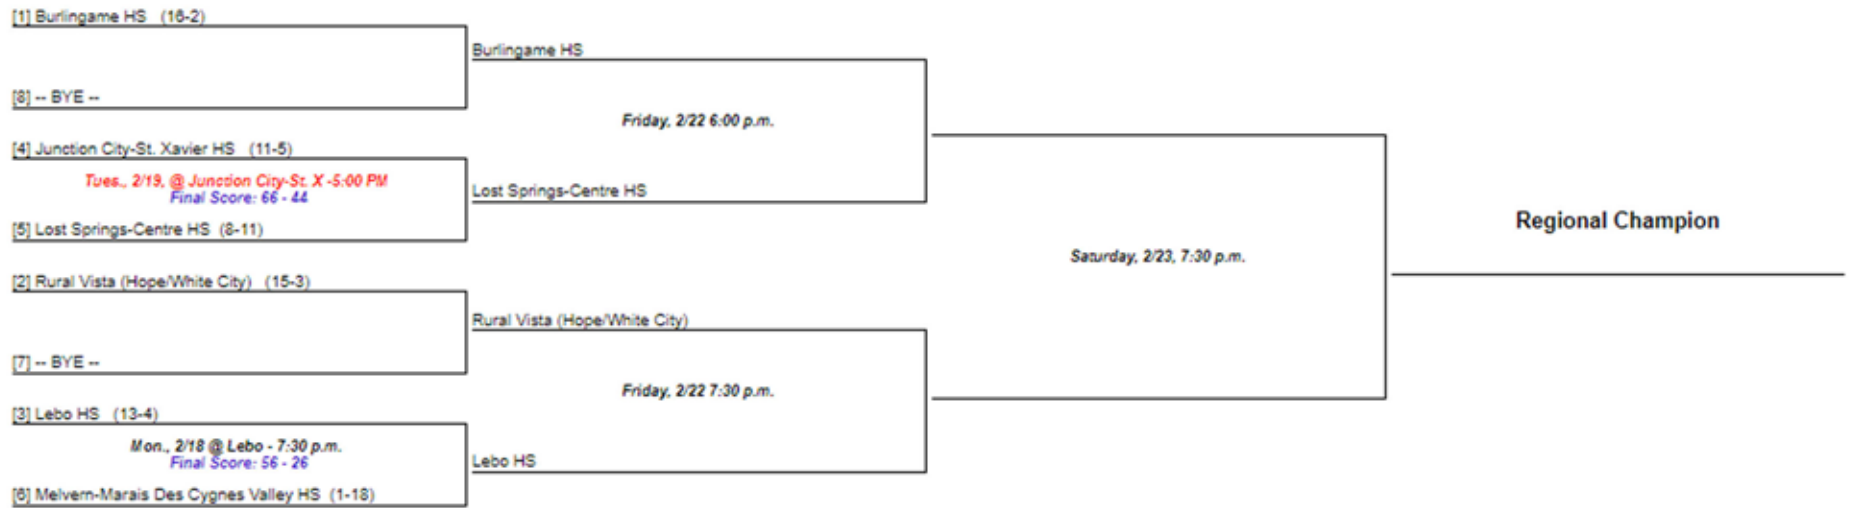 [1] Burlingame HS (16-2)
Burlingame HS
[8] -- BYE --
Friday, 2/22 6:00 p.m.
[4] Junction City-St. Xavier HS (11-5)
Tues., 2/19, @ Junction City-St. X -5:00 PM
Final Score: 66 - 44
Lost Springs-Centre HS
[5] Lost Springs-Centre HS (8-11)
Regional Champion
Saturday, 2/23, 7:30 p.m.
[2] Rural Vista (Hope/White City) (15-3)
Rural Vista (Hope/White City)
[7] -- BYE --
Friday, 2/22 7:30 p.m.
[3] Lebo HS (13-4)
Mon., 2/18 @ Lebo - 7:30 p.m.
Final Score: 56 - 26
Lebo HS
[6] Melvern-Marais Des Cygnes Valley HS (1-18)